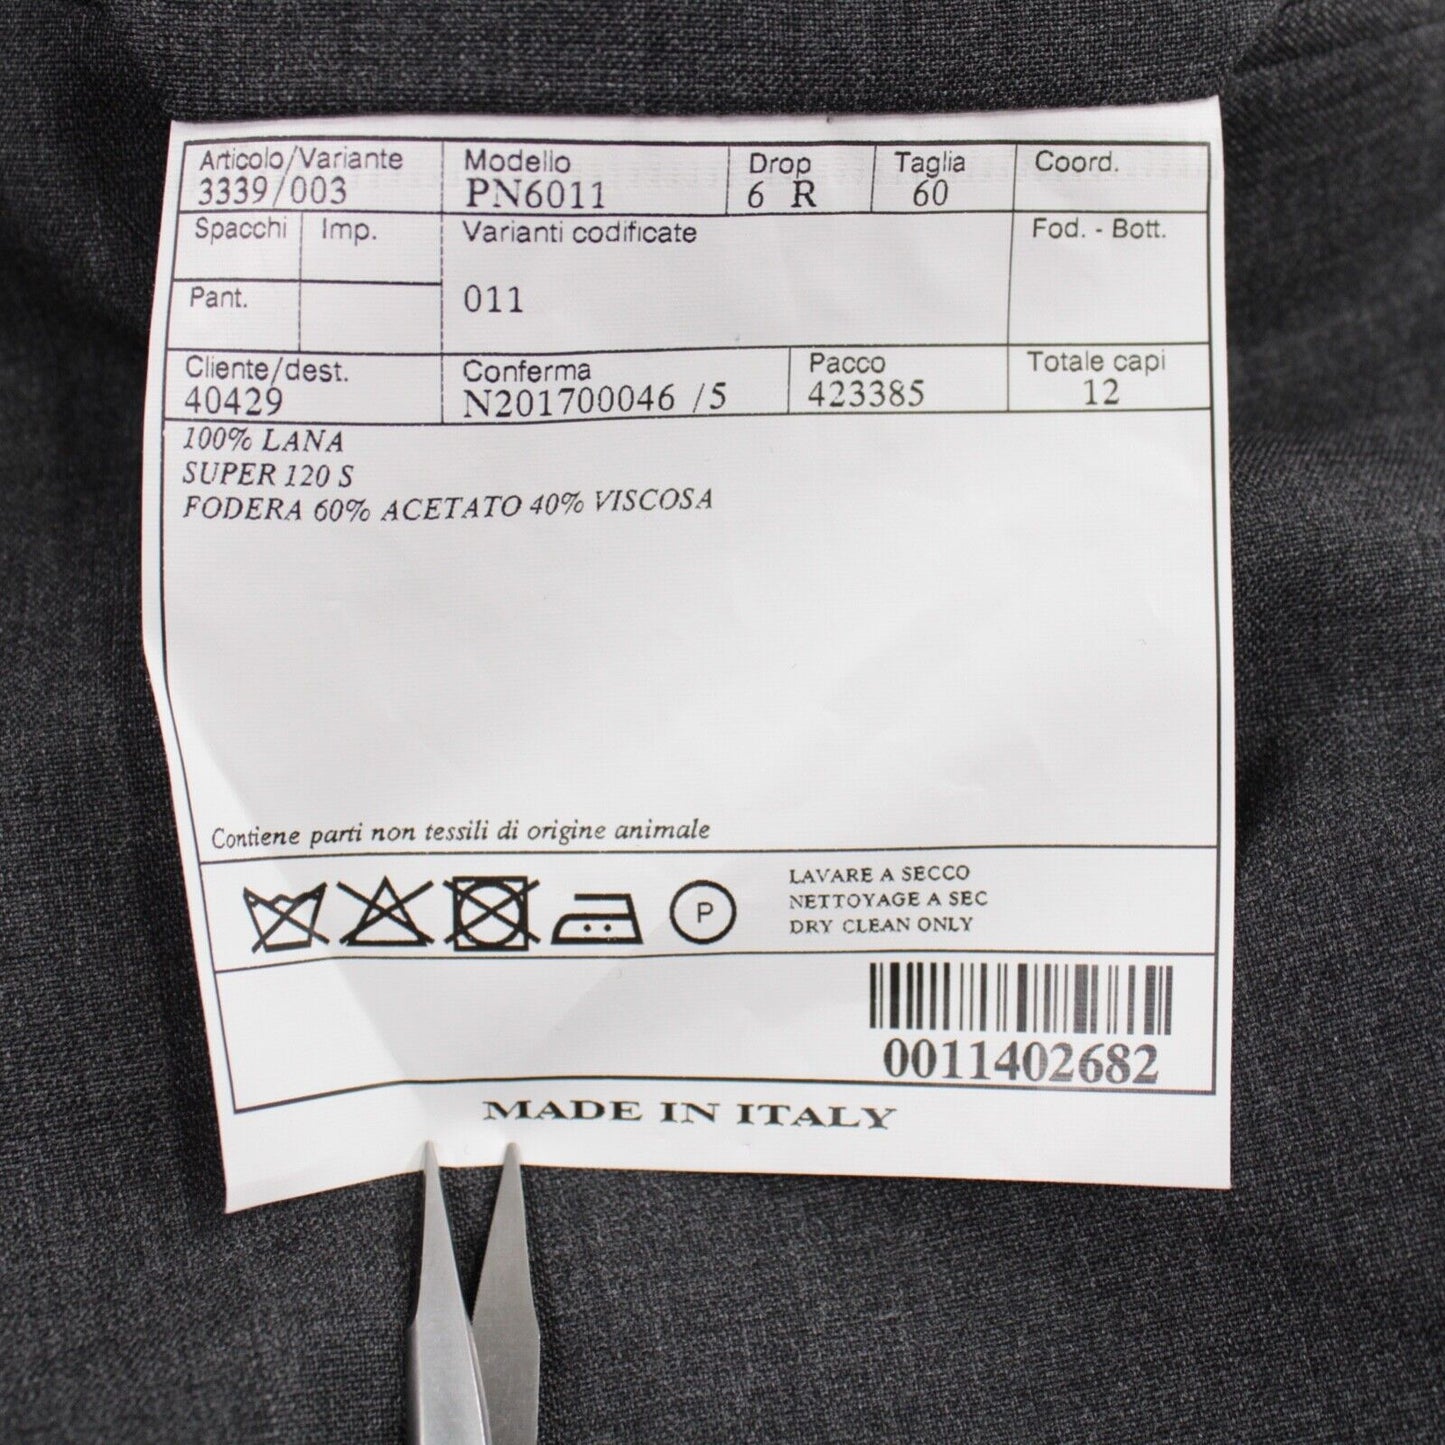 Articolo/Variante Modello Drop Taglia Coord.
3339/003 PN6011 6 R 60
Spacchi Imp. Varianti codificate Fod. - Bott.
Pant. 011
Cliente/dest. Conferma Pacco Totale capi
40429 N201700046 /5 423385 12
100% LANA
SUPER 120 S
FODERA 60% ACETATO 40% VISCOSA
Contiene parti non tessili di origine animale
P
LAVARE A SECCO
NETTOYAGE A SEC
DRY CLEAN ONLY
0011402682
MADE IN ITALY